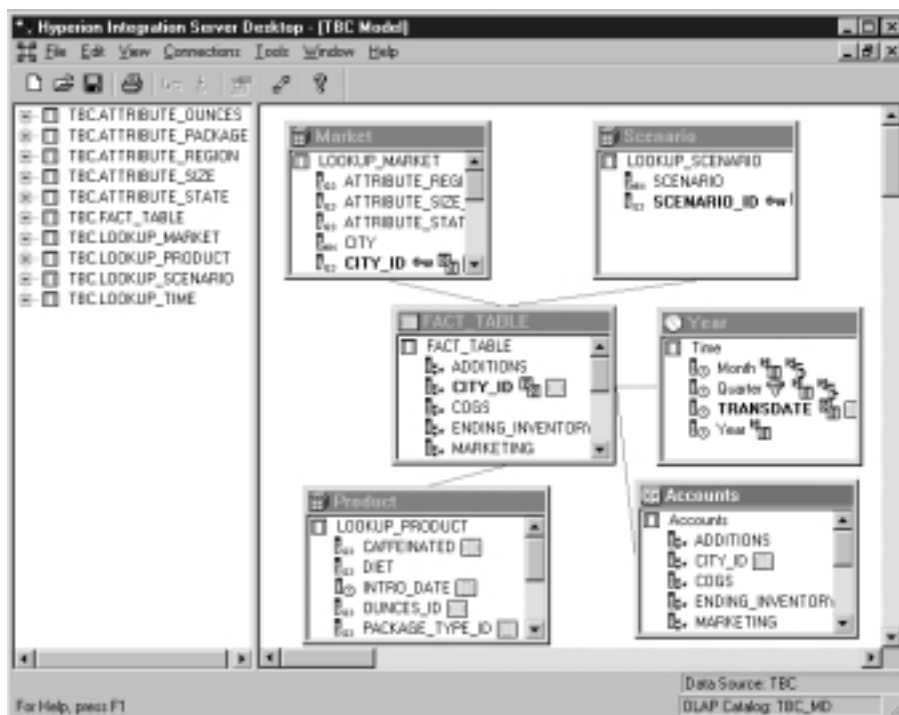 Hyperion Integration Server Desktop - [TBC Model]
File Edit View Connections Tools Window Help
TBC.ATTRIBUTE_OUNCES
TBC.ATTRIBUTE_PACKAGE
TBC.ATTRIBUTE_REGION
TBC.ATTRIBUTE_SIZE
TBC.ATTRIBUTE_STATE
TBC.FACT_TABLE
TBC.LOOKUP_MARKET
TBC.LOOKUP_PRODUCT
TBC.LOOKUP_SCENARIO
TBC.LOOKUP_TIME
Market
LOOKUP_MARKET
ATTRIBUTE_REGI
ATTRIBUTE_SIZE_
ATTRIBUTE_STAT
CITY
CITY_ID
Scenario
LOOKUP_SCENARIO
SCENARIO
SCENARIO_ID
FACT_TABLE
FACT_TABLE
ADDITIONS
CITY_ID
COGS
ENDING_INVENTORY
MARKETING
Year
Time
Month
Quarter
TRANSDATE
Year
Product
LOOKUP_PRODUCT
CAFFEINATED
DIET
INTRO_DATE
OUNCES_ID
PACKAGE_TYPE_ID
Accounts
Accounts
ADDITIONS
CITY_ID
COGS
ENDING_INVENTORY
MARKETING
Data Source: TBC
For Help, press F1
OLAP Catalog: TBC_MD